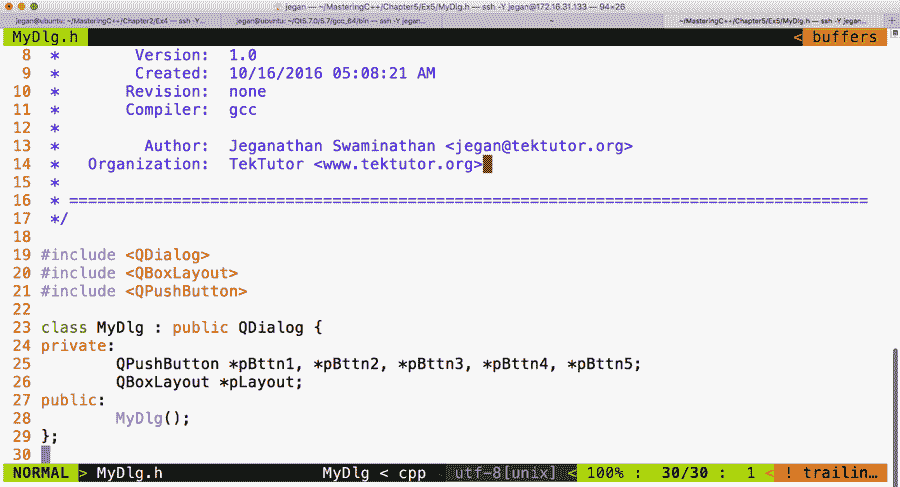 jegan — ~/MasteringC++/Chapter5/Ex5/MyDlg.h — ssh -Y jegan@172.16.31.133 — 94×26
jegan@ubuntu: ~/MasteringC++/Chapter2/Ex4 — ssh -Y... jegan@ubuntu: ~/Qt5.7.0/5.7/gcc_64/bin — ssh -Y jegan... ~ ~/MasteringC++/Chapter5/Ex5/MyDlg.h — ssh -Y jegan...
MyDlg.h < buffers
8 * Version: 1.0
9 * Created: 10/16/2016 05:08:21 AM
10 * Revision: none
11 * Compiler: gcc
12 *
13 * Author: Jeganathan Swaminathan <jegan@tektutor.org>
14 * Organization: TekTutor <www.tektutor.org>
15 *
16 * =====================================================================================
17 */
18
19 #include <QDialog>
20 #include <QBoxLayout>
21 #include <QPushButton>
22
23 class MyDlg : public QDialog {
24 private:
25 QPushButton *pBttn1, *pBttn2, *pBttn3, *pBttn4, *pBttn5;
26 QBoxLayout *pLayout;
27 public:
28 MyDlg();
29 };
30
NORMAL > MyDlg.h MyDlg < cpp utf-8[unix] < 100% : 30/30 : 1 < ! trailin…